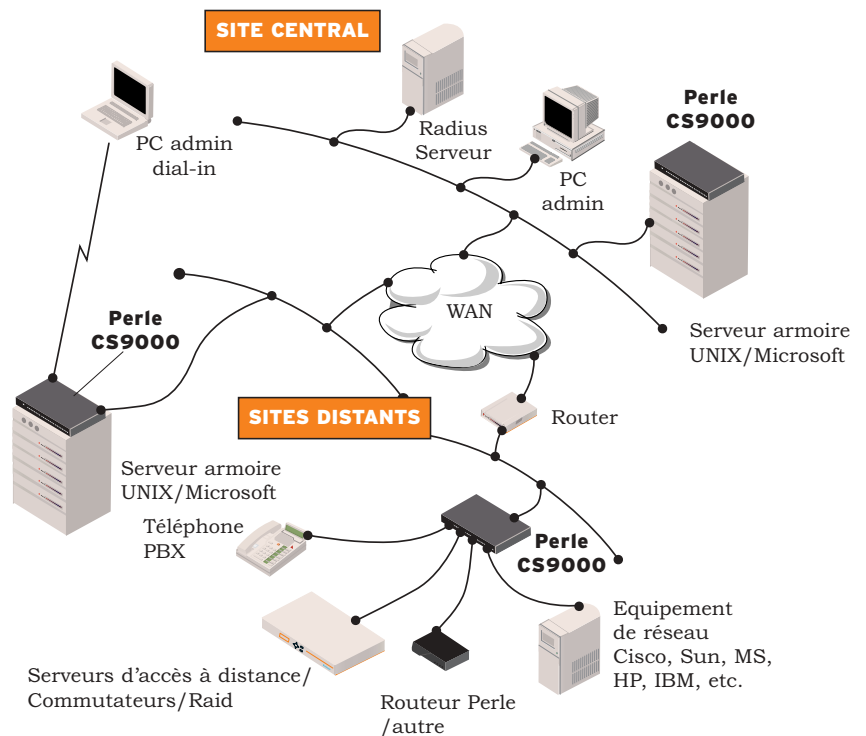 SITE CENTRAL
PC admin
dial-in
Radius
Serveur
PC
admin
Perle
CS9000
Serveur armoire
UNIX/Microsoft
WAN
Perle
CS9000
SITES DISTANTS
Router
Serveur armoire
UNIX/Microsoft
Téléphone
PBX
Perle
CS9000
Equipement
de réseau
Cisco, Sun, MS,
HP, IBM, etc.
Serveurs d'accès à distance/
Commutateurs/Raid
Routeur Perle
/autre